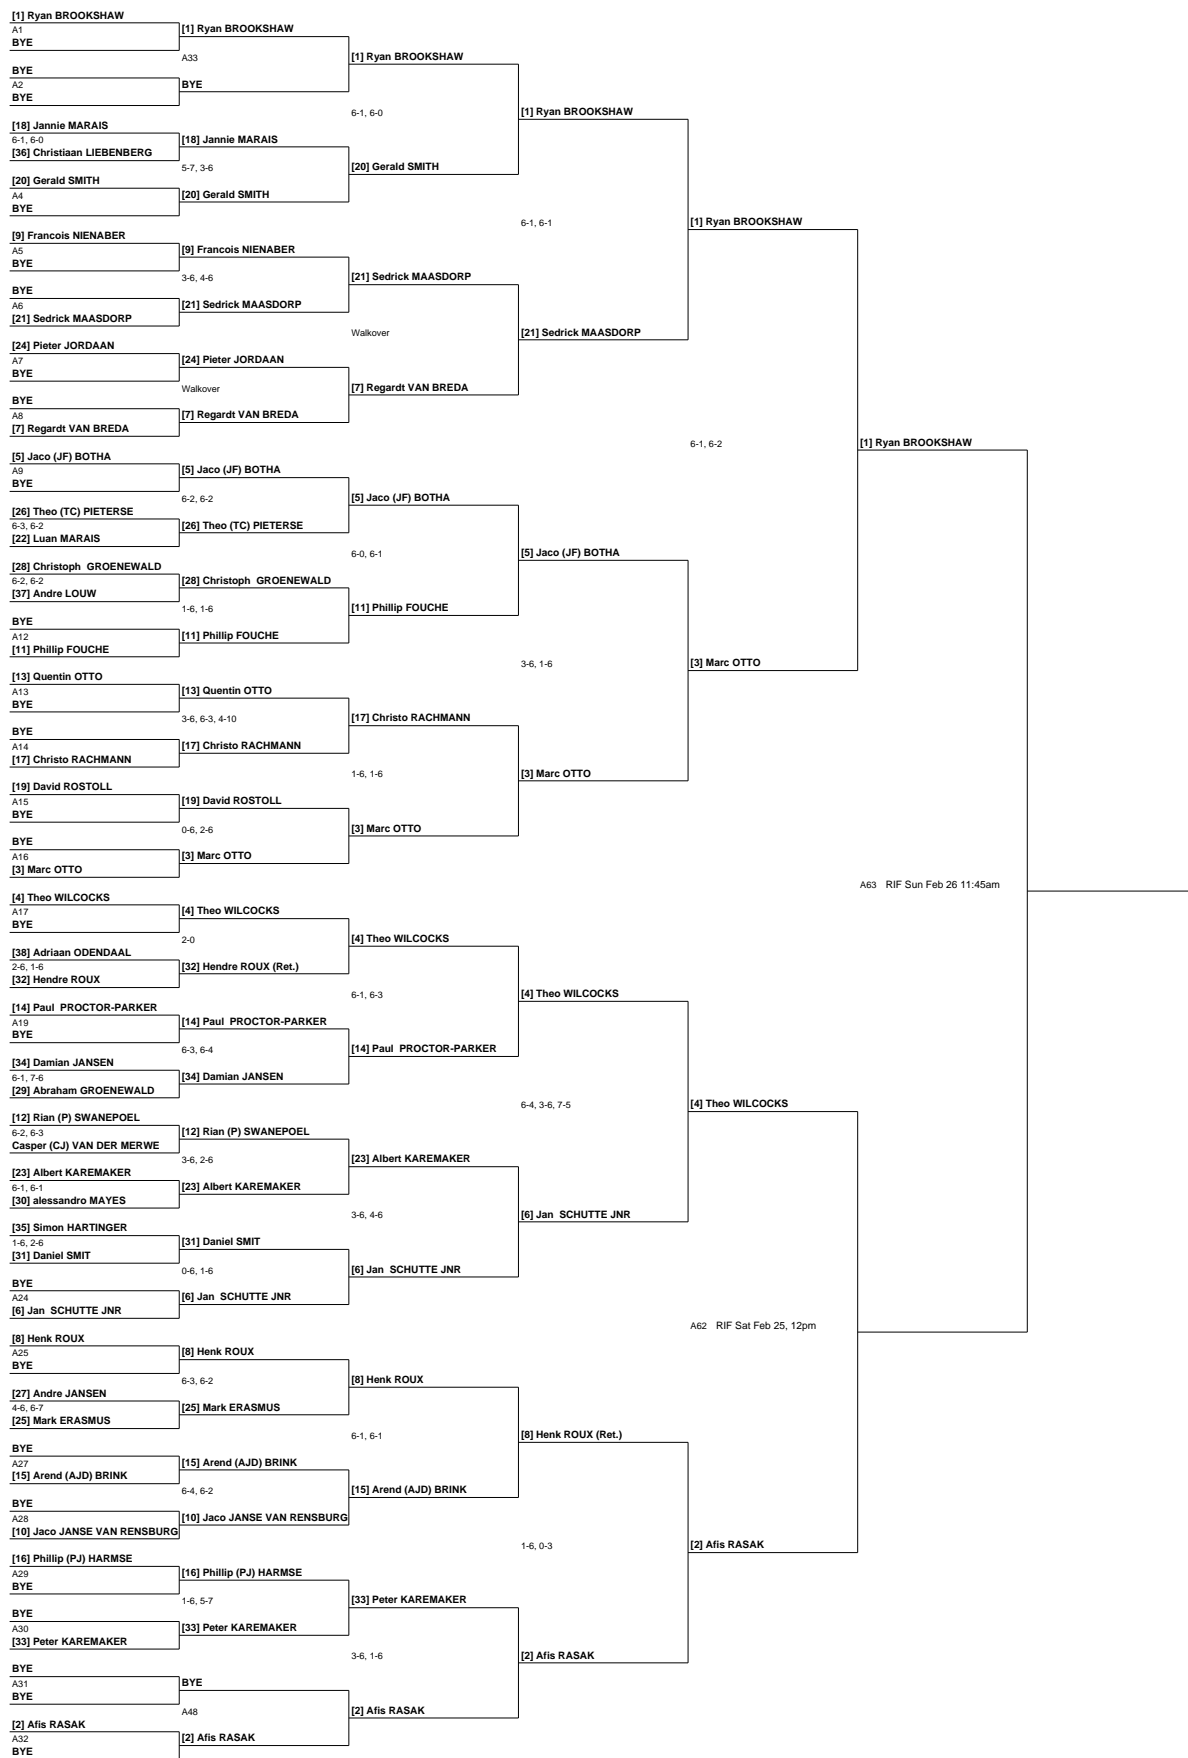 [1] Ryan BROOKSHAW
A1
BYE
BYE
A2
BYE
[18] Jannie MARAIS
6-1, 6-0
[36] Christiaan LIEBENBERG
[20] Gerald SMITH
A4
BYE
[9] Francois NIENABER
A5
BYE
BYE
A6
[21] Sedrick MAASDORP
[24] Pieter JORDAAN
A7
BYE
BYE
A8
[7] Regardt VAN BREDA
[5] Jaco (JF) BOTHA
A9
BYE
[26] Theo (TC) PIETERSE
6-3, 6-2
[22] Luan MARAIS
[28] Christoph  GROENEWALD
6-2, 6-2
[37] Andre LOUW
BYE
A12
[11] Phillip FOUCHE
[13] Quentin OTTO
A13
BYE
BYE
A14
[17] Christo RACHMANN
[19] David ROSTOLL
A15
BYE
BYE
A16
[3] Marc OTTO
[4] Theo WILCOCKS
A17
BYE
[38] Adriaan ODENDAAL
2-6, 1-6
[32] Hendre ROUX
[14] Paul  PROCTOR-PARKER
A19
BYE
[34] Damian JANSEN
6-1, 7-6
[29] Abraham GROENEWALD
[12] Rian (P) SWANEPOEL
6-2, 6-3
Casper (CJ) VAN DER MERWE
[23] Albert KAREMAKER
6-1, 6-1
[30] alessandro MAYES
[35] Simon HARTINGER
1-6, 2-6
[31] Daniel SMIT
BYE
A24
[6] Jan  SCHUTTE JNR
[8] Henk ROUX
A25
BYE
[27] Andre JANSEN
4-6, 6-7
[25] Mark ERASMUS
BYE
A27
[15] Arend (AJD) BRINK
BYE
A28
[10] Jaco JANSE VAN RENSBURG
[16] Phillip (PJ) HARMSE
A29
BYE
BYE
A30
[33] Peter KAREMAKER
BYE
A31
BYE
[2] Afis RASAK
A32
BYE
[1] Ryan BROOKSHAW
A33
BYE
[18] Jannie MARAIS
5-7, 3-6
[20] Gerald SMITH
[9] Francois NIENABER
3-6, 4-6
[21] Sedrick MAASDORP
[24] Pieter JORDAAN
Walkover
[7] Regardt VAN BREDA
[5] Jaco (JF) BOTHA
6-2, 6-2
[26] Theo (TC) PIETERSE
[28] Christoph  GROENEWALD
1-6, 1-6
[11] Phillip FOUCHE
[13] Quentin OTTO
3-6, 6-3, 4-10
[17] Christo RACHMANN
[19] David ROSTOLL
0-6, 2-6
[3] Marc OTTO
[4] Theo WILCOCKS
2-0
[32] Hendre ROUX (Ret.)
[14] Paul  PROCTOR-PARKER
6-3, 6-4
[34] Damian JANSEN
[12] Rian (P) SWANEPOEL
3-6, 2-6
[23] Albert KAREMAKER
[31] Daniel SMIT
0-6, 1-6
[6] Jan  SCHUTTE JNR
[8] Henk ROUX
6-3, 6-2
[25] Mark ERASMUS
[15] Arend (AJD) BRINK
6-4, 6-2
[10] Jaco JANSE VAN RENSBURG
[16] Phillip (PJ) HARMSE
1-6, 5-7
[33] Peter KAREMAKER
BYE
A48
[2] Afis RASAK
[1] Ryan BROOKSHAW
6-1, 6-0
[20] Gerald SMITH
[21] Sedrick MAASDORP
Walkover
[7] Regardt VAN BREDA
[5] Jaco (JF) BOTHA
6-0, 6-1
[11] Phillip FOUCHE
[17] Christo RACHMANN
1-6, 1-6
[3] Marc OTTO
[4] Theo WILCOCKS
6-1, 6-3
[14] Paul  PROCTOR-PARKER
[23] Albert KAREMAKER
3-6, 4-6
[6] Jan  SCHUTTE JNR
[8] Henk ROUX
6-1, 6-1
[15] Arend (AJD) BRINK
[33] Peter KAREMAKER
3-6, 1-6
[2] Afis RASAK
[1] Ryan BROOKSHAW
6-1, 6-1
[21] Sedrick MAASDORP
[5] Jaco (JF) BOTHA
3-6, 1-6
[3] Marc OTTO
[4] Theo WILCOCKS
6-4, 3-6, 7-5
[6] Jan  SCHUTTE JNR
[8] Henk ROUX (Ret.)
1-6, 0-3
[2] Afis RASAK
[1] Ryan BROOKSHAW
6-1, 6-2
[3] Marc OTTO
[4] Theo WILCOCKS
A62 RIF Sat Feb 25, 12pm
[2] Afis RASAK
[1] Ryan BROOKSHAW
A63 RIF Sun Feb 26 11:45am